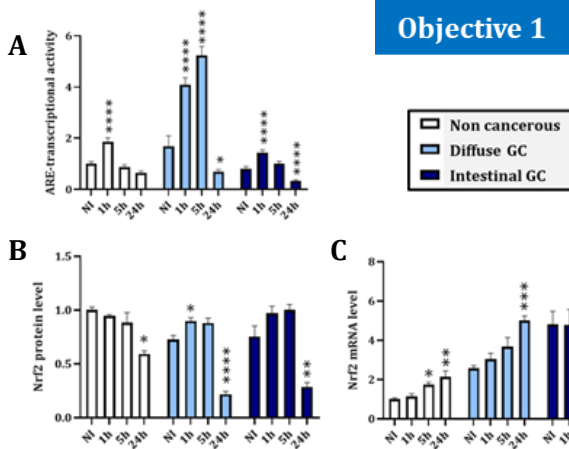 Objective 1
A
ARE-transcriptional activity
6
4
2
0
****
****
****
*
****
****
NI 1h 5h 24h NI 1h 5h 24h NI 1h 5h 24h
Non cancerous
Diffuse GC
Intestinal GC
B
Nrf2 protein level
1.5
1.0
0.5
0.0
*
*
****
**
NI 1h 5h 24h NI 1h 5h 24h NI 1h 5h 24h
C
Nrf2 mRNA level
8
6
4
2
0
*
**
***
NI 1h 5h 24h NI 1h 5h 24h NI